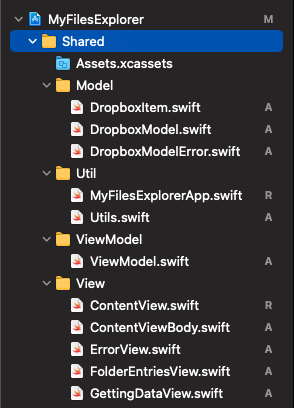 MyFilesExplorer M
Shared
Assets.xcassets
Model
DropboxItem.swift A
DropboxModel.swift A
DropboxModelError.swift A
Util
MyFilesExplorerApp.swift R
Utils.swift A
ViewModel
ViewModel.swift A
View
ContentView.swift R
ContentViewBody.swift A
ErrorView.swift A
FolderEntriesView.swift A
GettingDataView.swift A